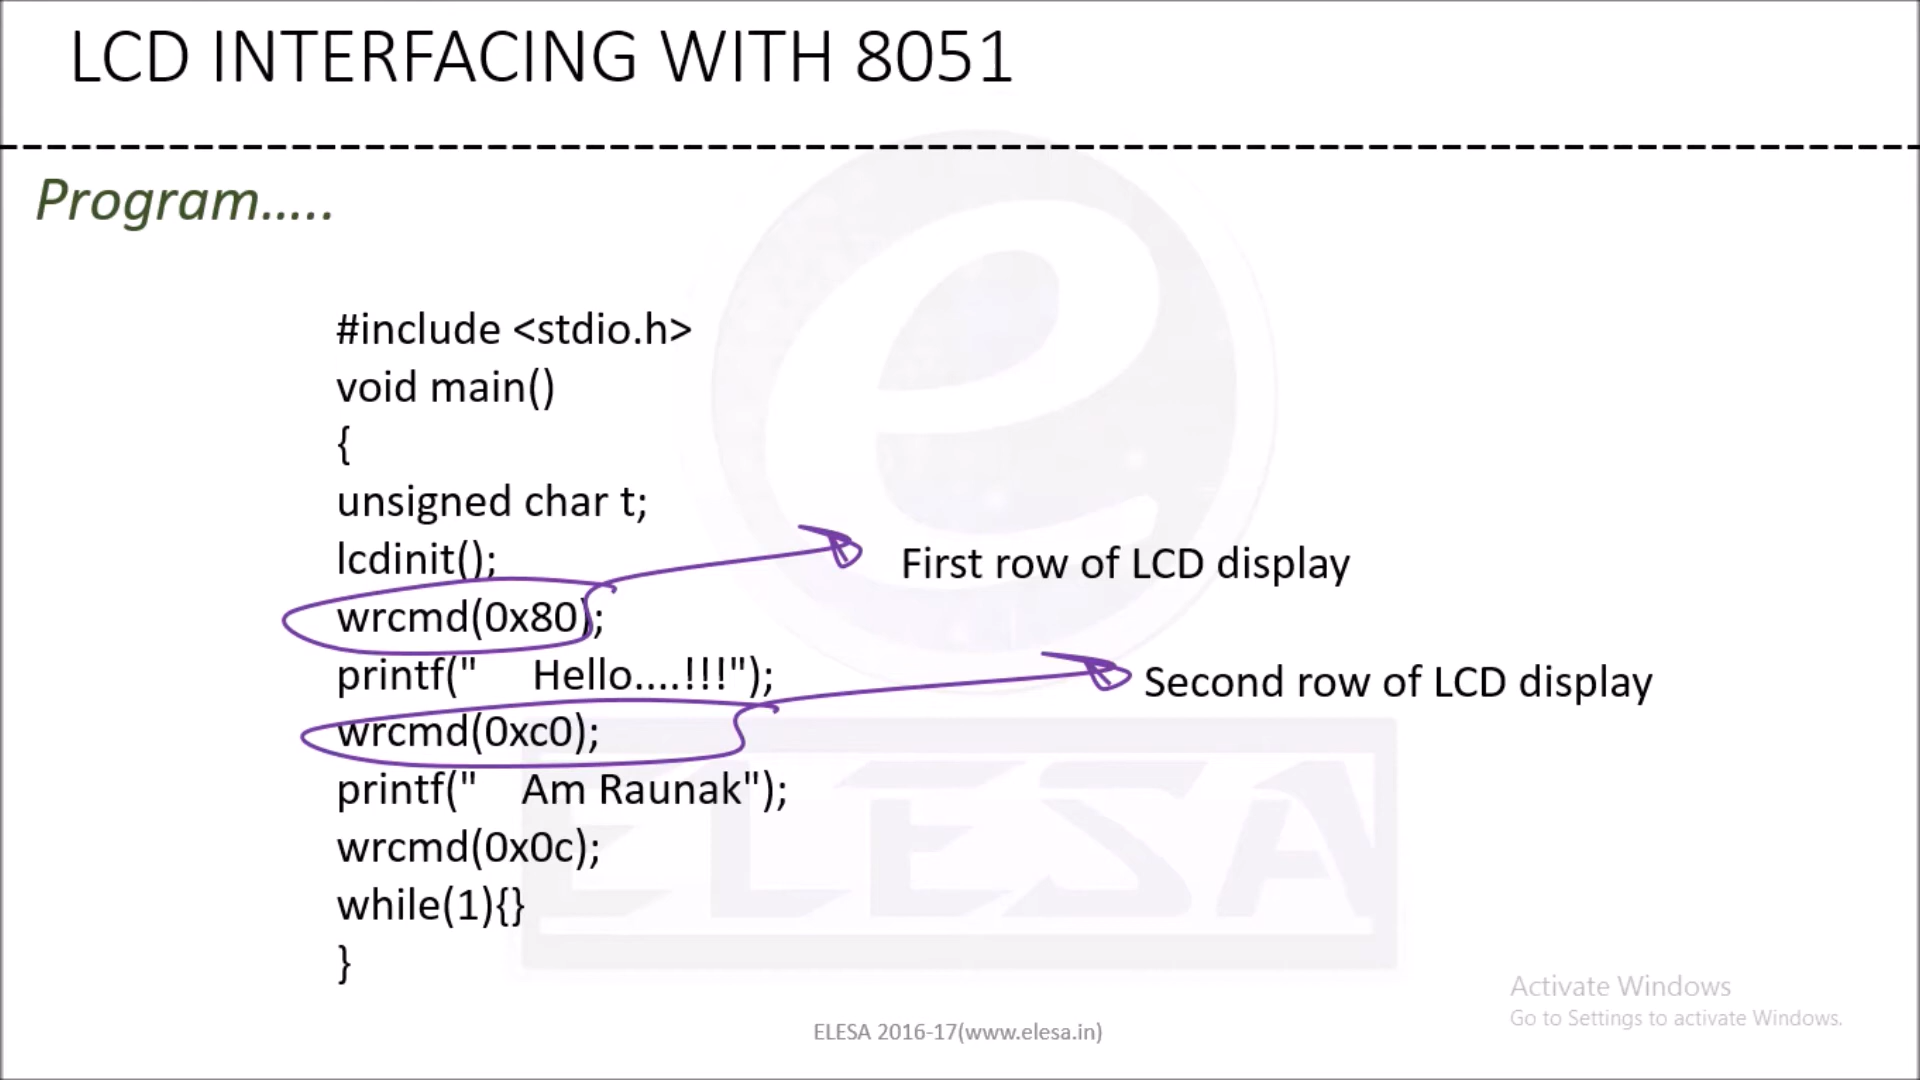 LCD INTERFACING WITH 8051
Program.....
#include <stdio.h>
void main()
{
unsigned char t;
lcdinit();
First row of LCD display
wrcmd(0x80);
printf("     Hello....!!!");
Second row of LCD display
wrcmd(0xc0);
printf("    Am Raunak");
wrcmd(0x0c);
while(1){}
}
ELESA
Activate Windows
Go to Settings to activate Windows.
ELESA 2016-17(www.elesa.in)